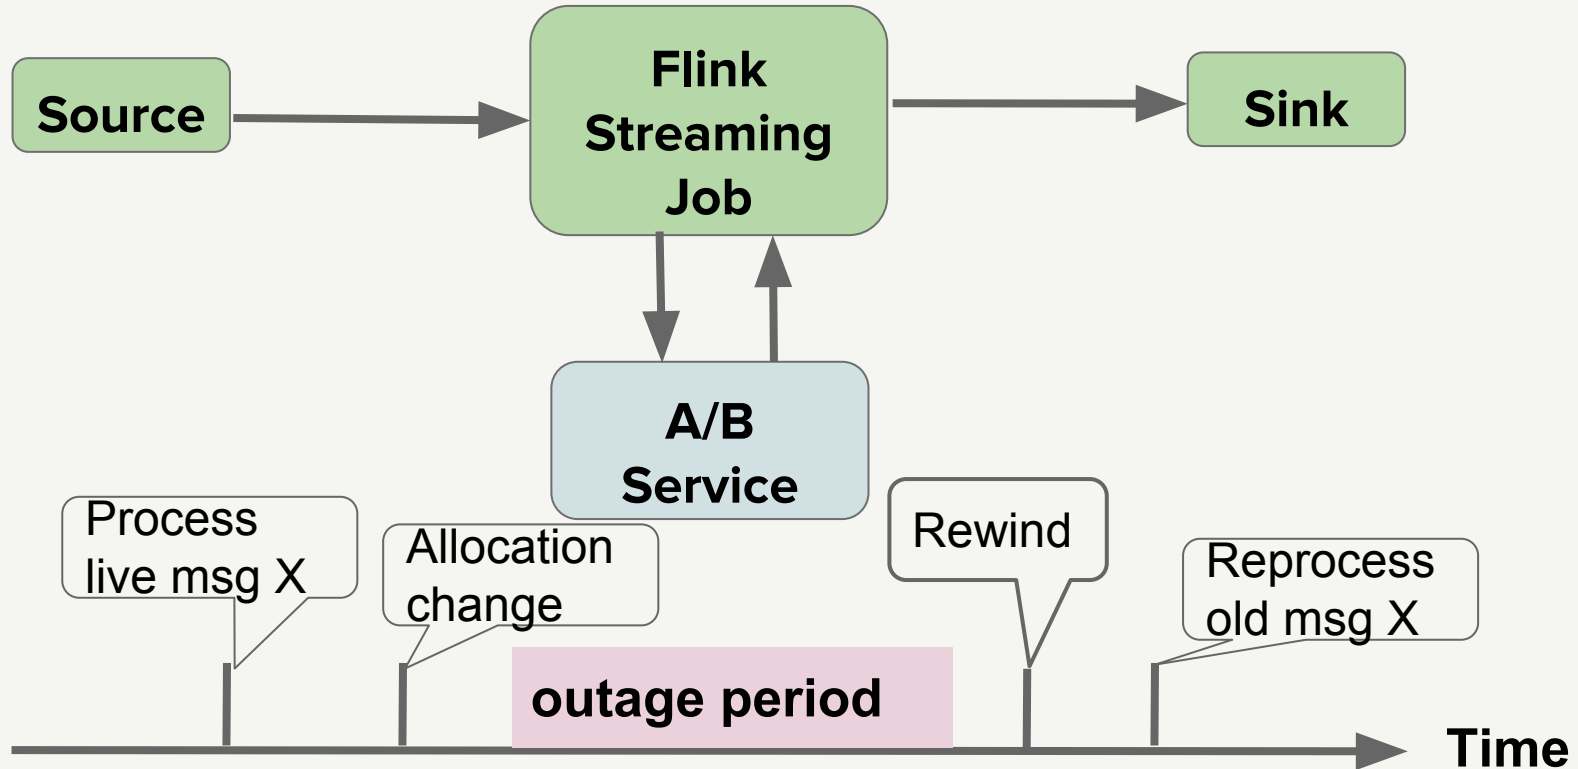 Source
Flink
Streaming
Job
Sink
A/B
Service
Process
live msg X
Allocation
change
Rewind
Reprocess
old msg X
outage period
Time